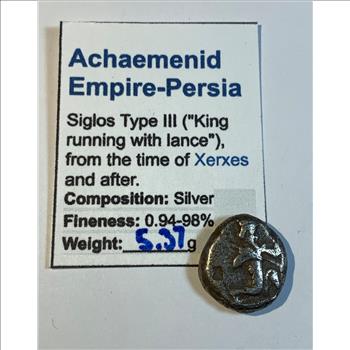 Achaemenid
Empire-Persia
Siglos Type III ("King
running with lance"),
from the time of Xerxes
and after.
Composition: Silver
Fineness: 0.94-98%
Weight: 5.37 g